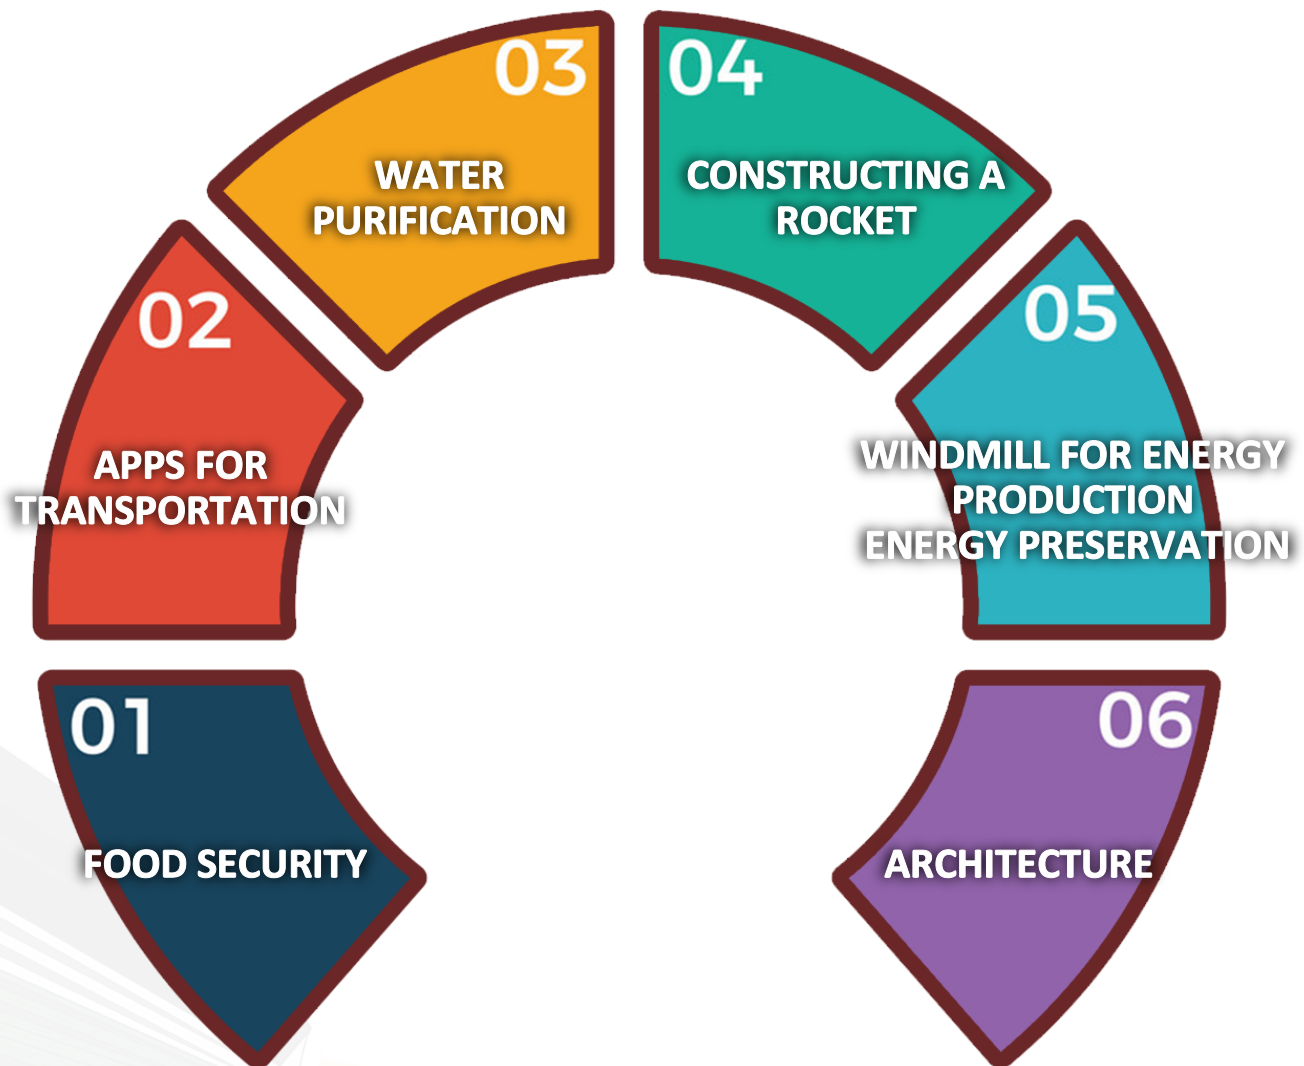 01
FOOD SECURITY
02
APPS FOR
TRANSPORTATION
03
WATER
PURIFICATION
04
CONSTRUCTING A
ROCKET
05
WINDMILL FOR ENERGY
PRODUCTION
ENERGY PRESERVATION
06
ARCHITECTURE